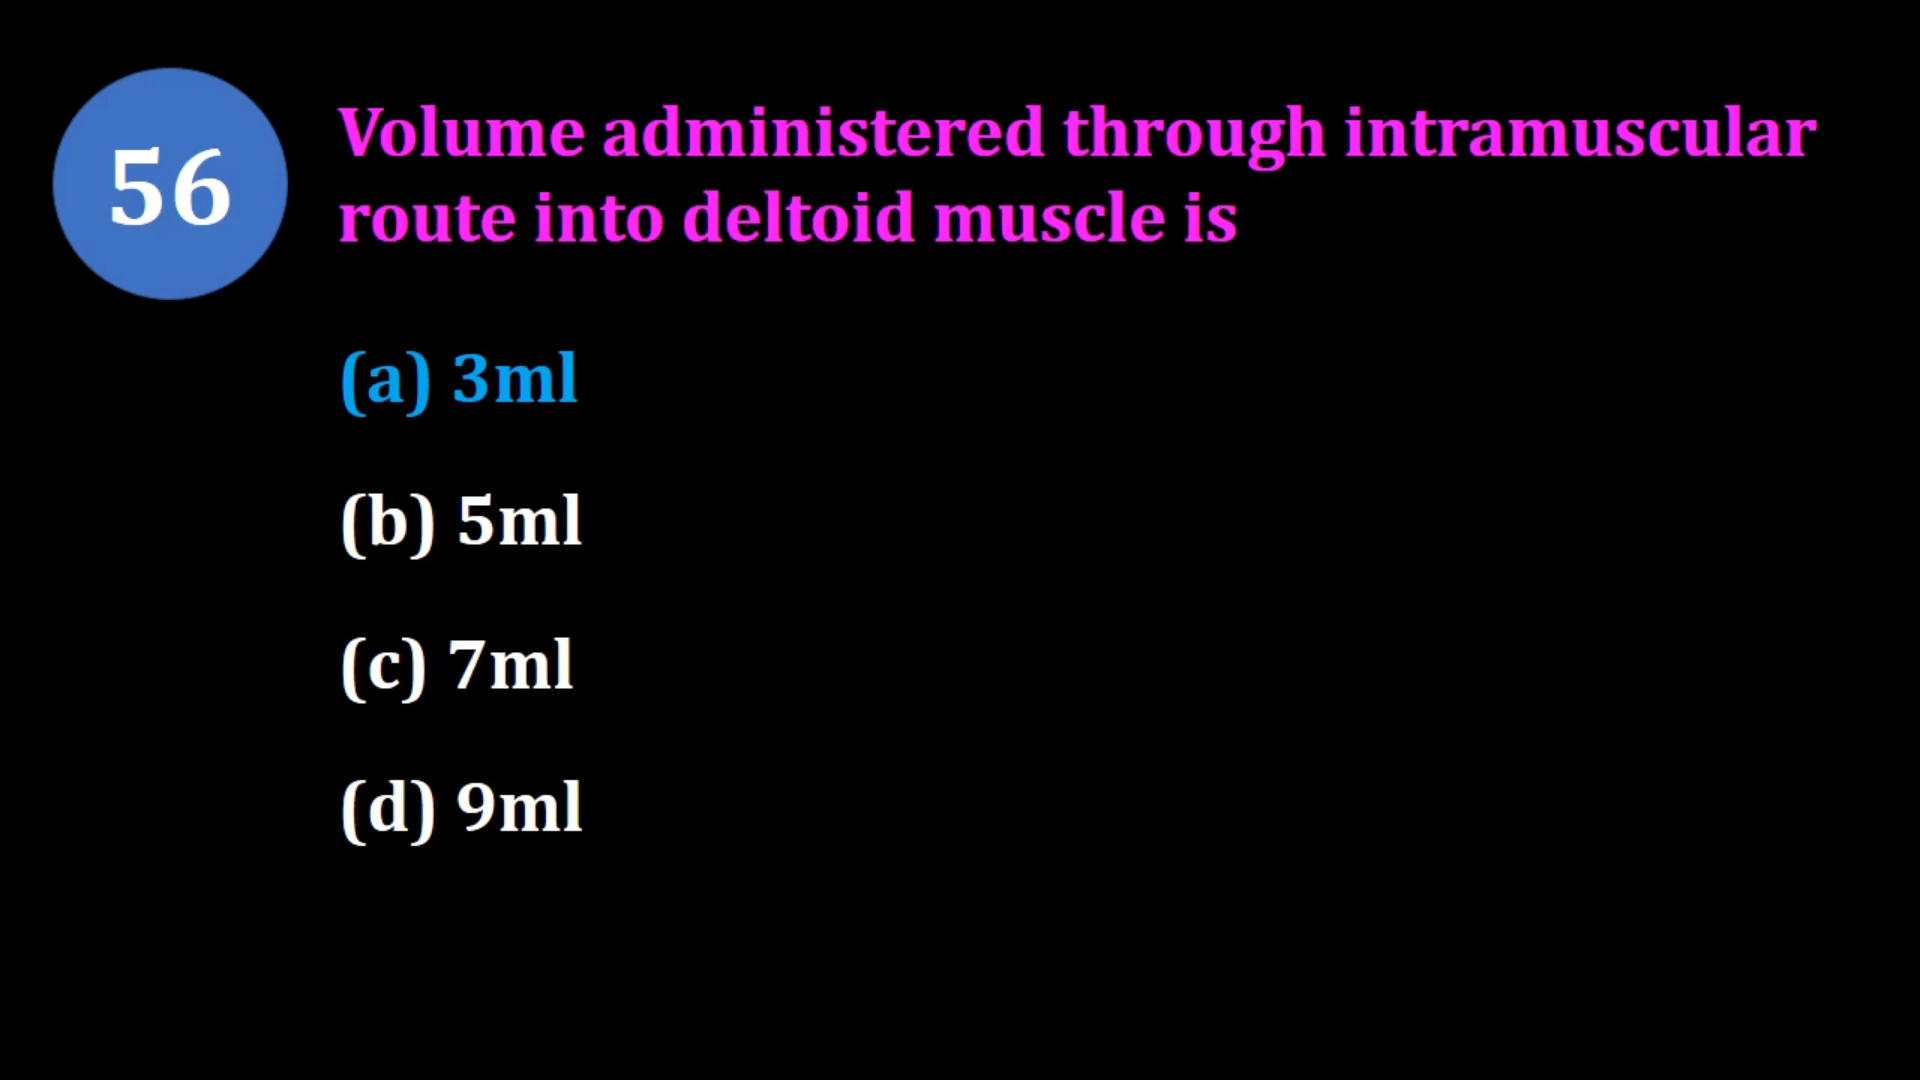 56
Volume administered through intramuscular
route into deltoid muscle is
(a) 3ml
(b) 5ml
(c) 7ml
(d) 9ml